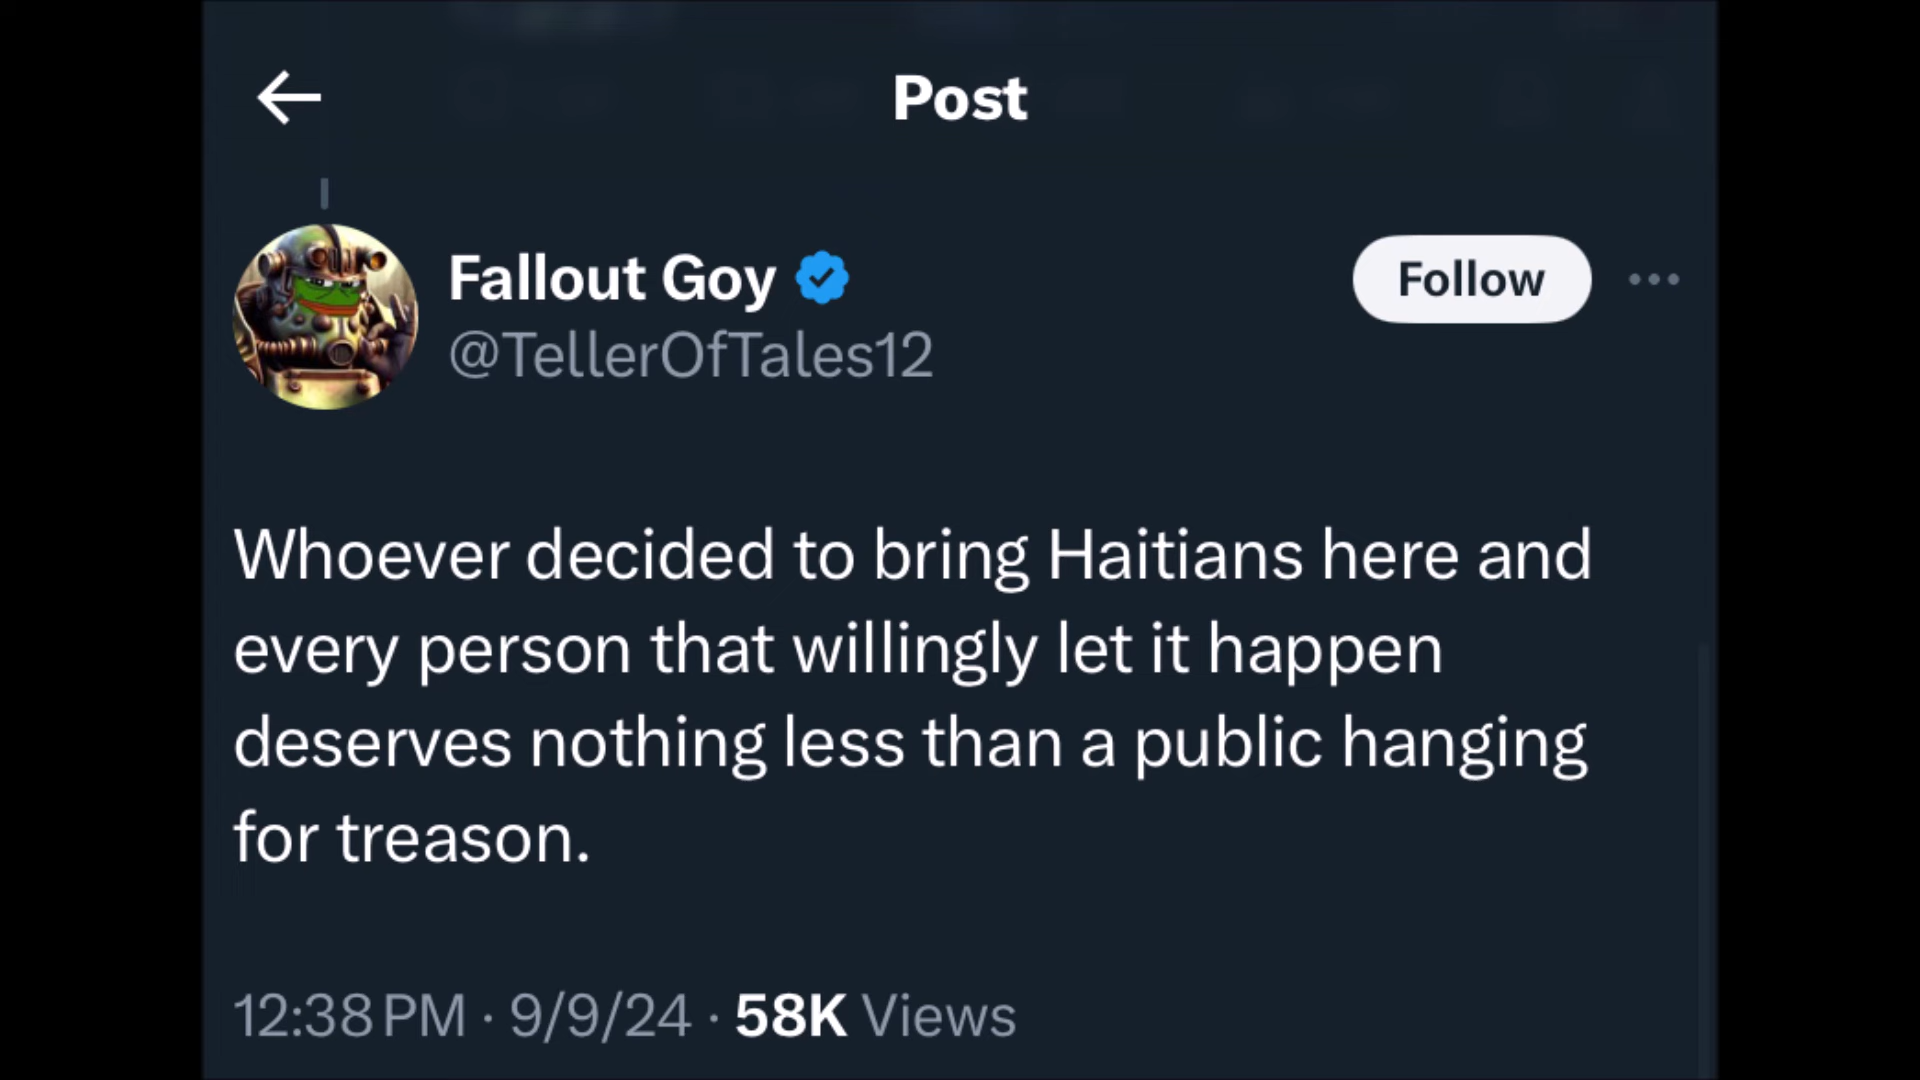 Post
Fallout Goy
Follow
@TellerOfTales12
Whoever decided to bring Haitians here and
every person that willingly let it happen
deserves nothing less than a public hanging
for treason.
12:38 PM · 9/9/24 · 58K Views